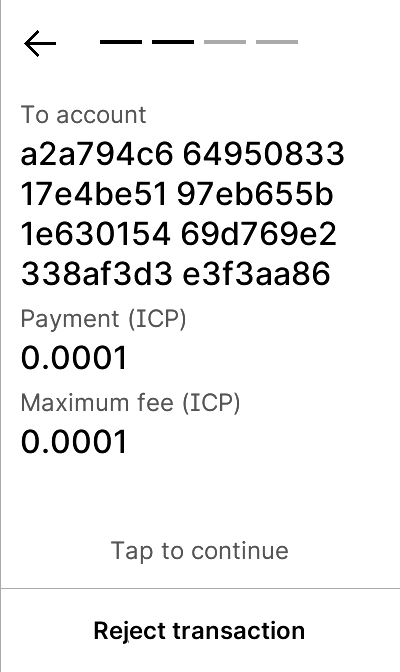 To account
a2a794c6 64950833
17e4be51 97eb655b
1e630154 69d769e2
338af3d3 e3f3aa86
Payment (ICP)
0.0001
Maximum fee (ICP)
0.0001
Tap to continue
Reject transaction